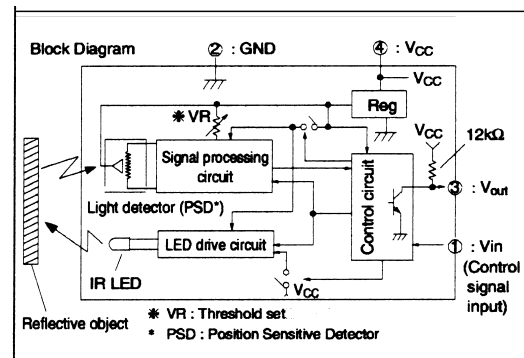 Block Diagram
② : GND
④ : VCC
VCC
Reg
✳ VR
VCC
12kΩ
Signal processing circuit
Control circuit
③ : Vout
Light detector (PSD*)
LED drive circuit
① : Vin
(Control
signal
input)
IR LED
VCC
Reflective object
✳ VR : Threshold set
* PSD : Position Sensitive Detector